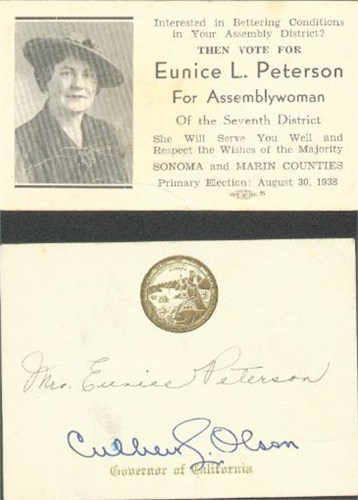 Interested in Bettering Conditions
in Your Assembly District?
THEN VOTE FOR
Eunice L. Peterson
For Assemblywoman
Of the Seventh District
She Will Serve You Well and
Respect the Wishes of the Majority
SONOMA and MARIN COUNTIES
Primary Election: August 30, 1938
Mrs. Eunice Peterson
Culbert L. Olson
Governor of California